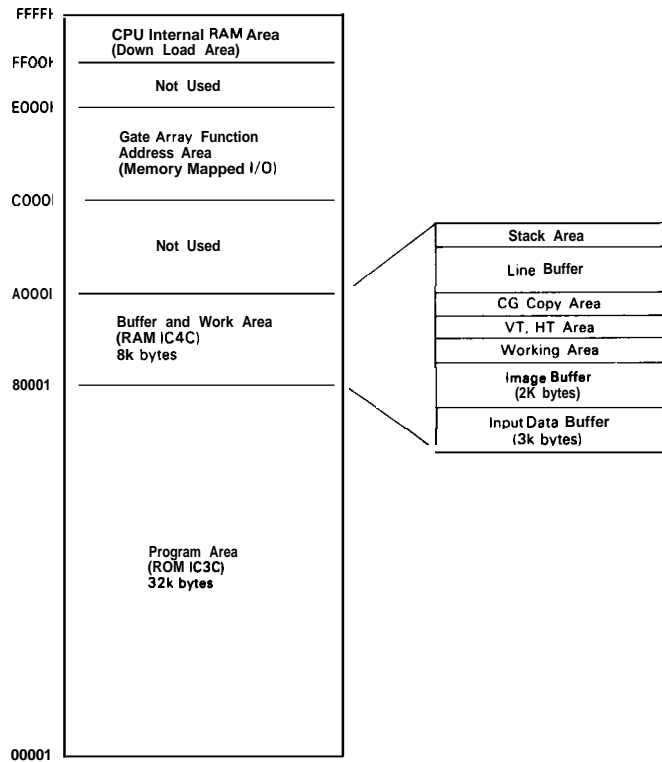 FFFFH
CPU Internal RAM Area
(Down Load Area)
FF00H
Not Used
E000H
Gate Array Function
Address Area
(Memory Mapped I/O)
C000H
Not Used
A000H
Buffer and Work Area
(RAM IC4C)
8k bytes
80001
Program Area
(ROM IC3C)
32k bytes
00001
Stack Area
Line Buffer
CG Copy Area
VT, HT Area
Working Area
Image Buffer
(2K bytes)
Input Data Buffer
(3k bytes)